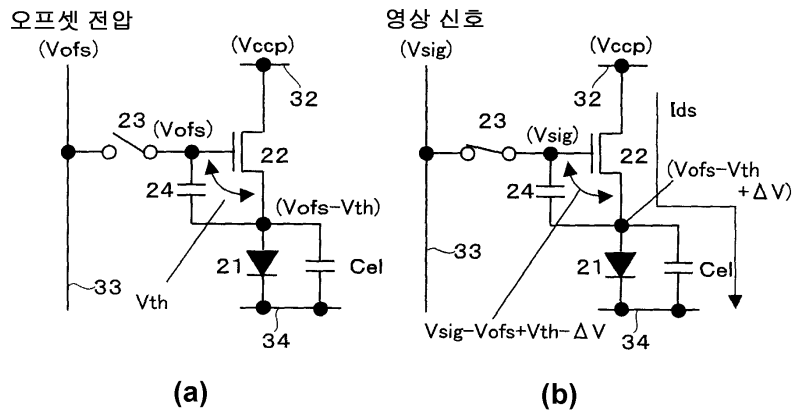 오프셋 전압
(Vofs)
(Vccp)
32
23
(Vofs)
22
24
(Vofs-Vth)
21
Cel
33
Vth
34
(a)
영상 신호
(Vsig)
(Vccp)
32
Ids
23
(Vsig)
22
(Vofs-Vth
+ΔV)
24
21
Cel
33
Vsig-Vofs+Vth-ΔV
34
(b)